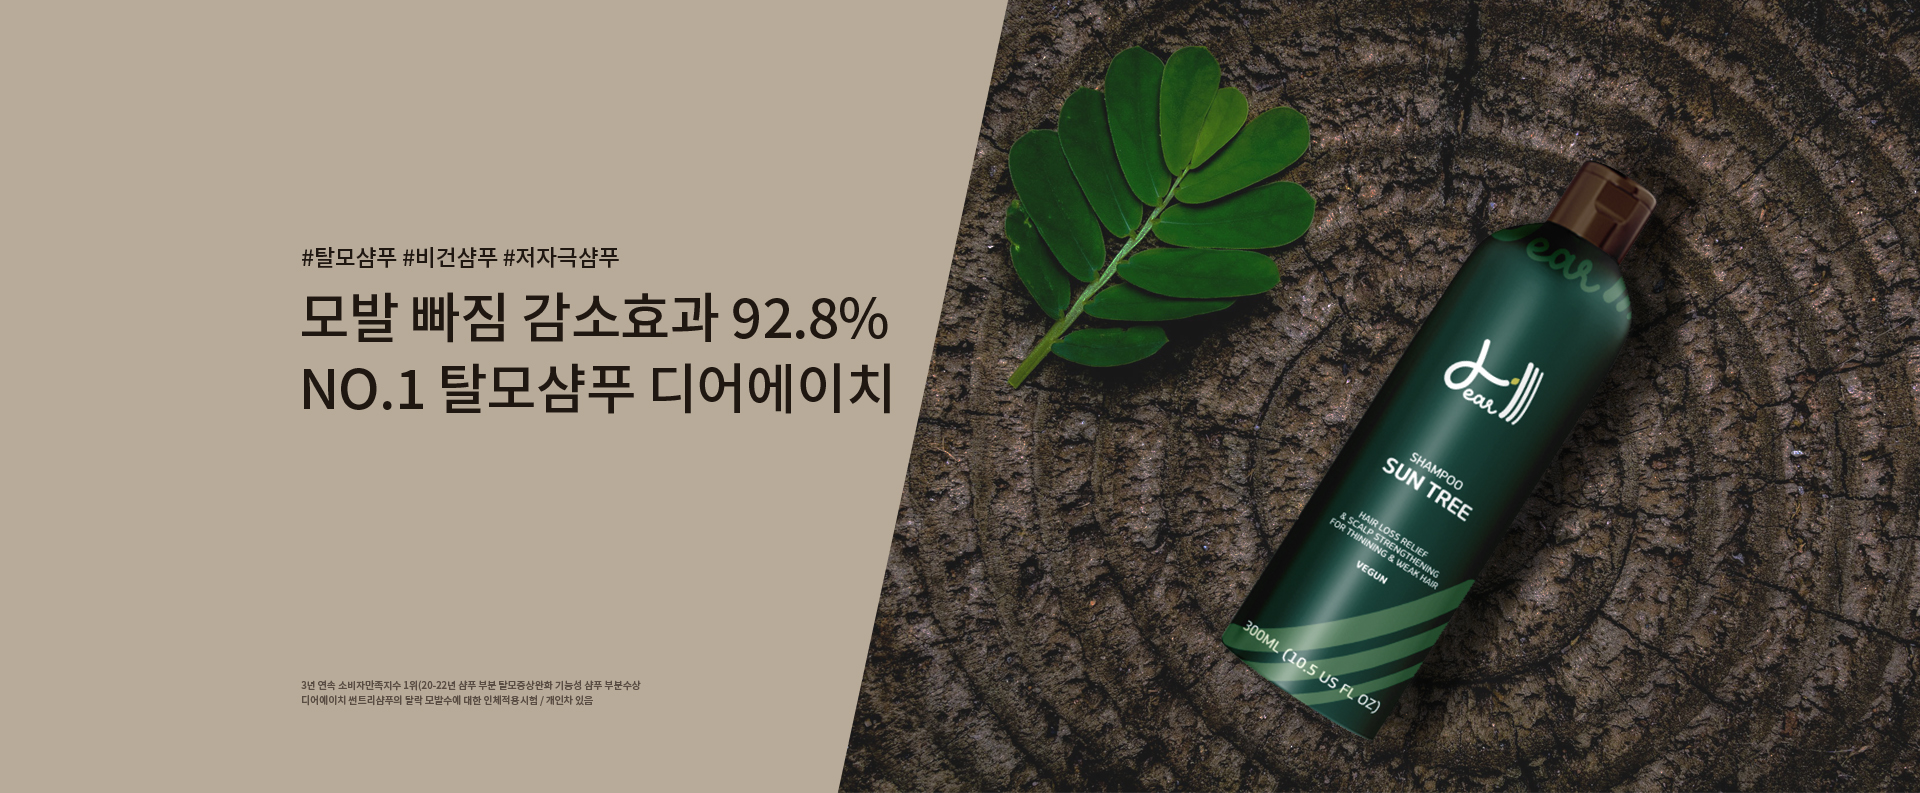 #탈모샴푸 #비건샴푸 #저자극샴푸
모발 빠짐 감소효과 92.8%
NO.1 탈모샴푸 디어에이치
3년 연속 소비자만족지수 1위(20-22년 샴푸 부분 탈모증상완화 기능성 샴푸 부분수상
디어에이치 썬트리샴푸의 탈락 모발수에 대한 인체적용시험 / 개인차 있음
ear
ear
SHAMPOO
SUN TREE
HAIR LOSS RELIEF
& SCALP STRENGTHENING
FOR THINNING & WEAK HAIR
VEGUN
300ML (10.5 US FL OZ)